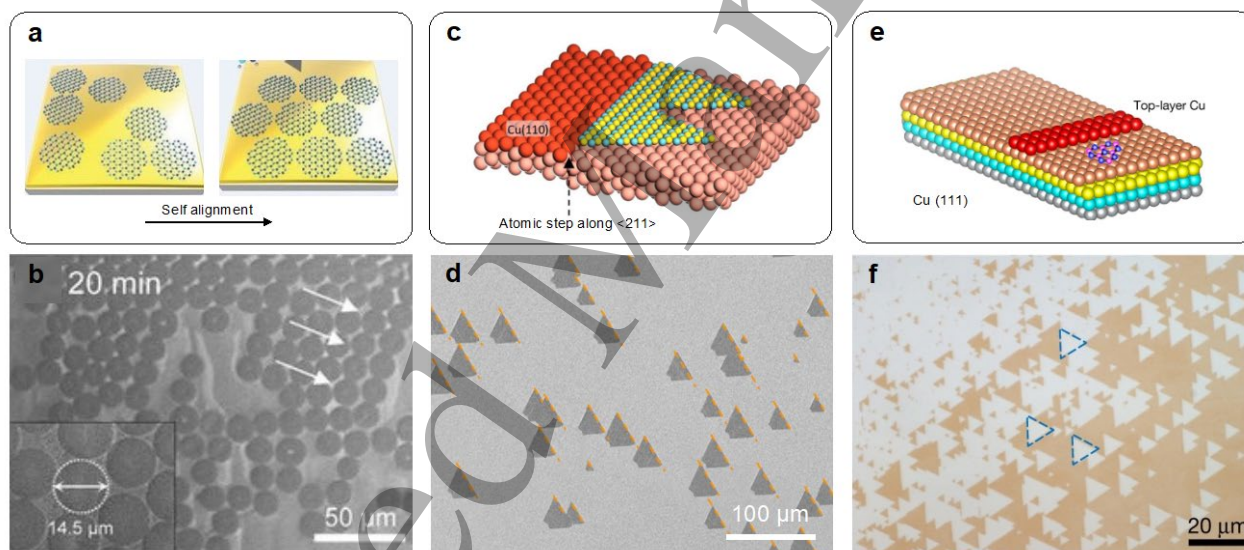 a
Self alignment
c
Cu(110)
Atomic step along <211>
e
Top-layer Cu
Cu (111)
b
20 min
14.5 μm
50 μm
d
100 μm
f
20 μm